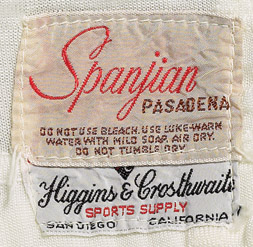 Spanjian
PASADENA
DO NOT USE BLEACH. USE LUKE-WARM
WATER WITH MILD SOAP. AIR DRY.
DO NOT TUMBLE DRY.
Higgins & Crosthwaite
SPORTS SUPPLY
SAN DIEGO CALIFORNIA